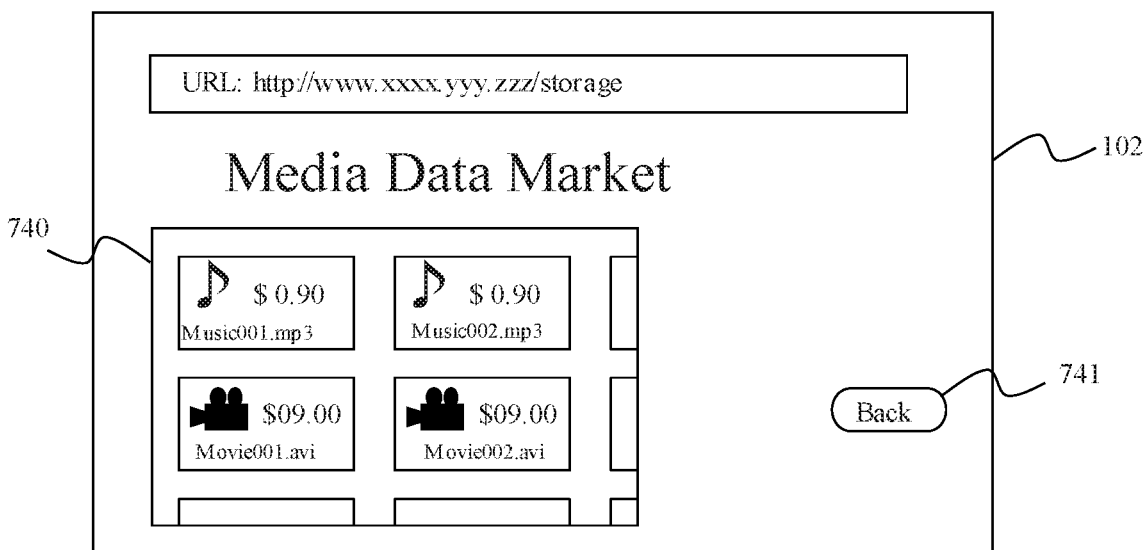 URL: http://www.xxxx.yyy.zzz/storage
102
Media Data Market
740
$ 0.90
Music001.mp3
$ 0.90
Music002.mp3
$09.00
Movie001.avi
$09.00
Movie002.avi
741
Back